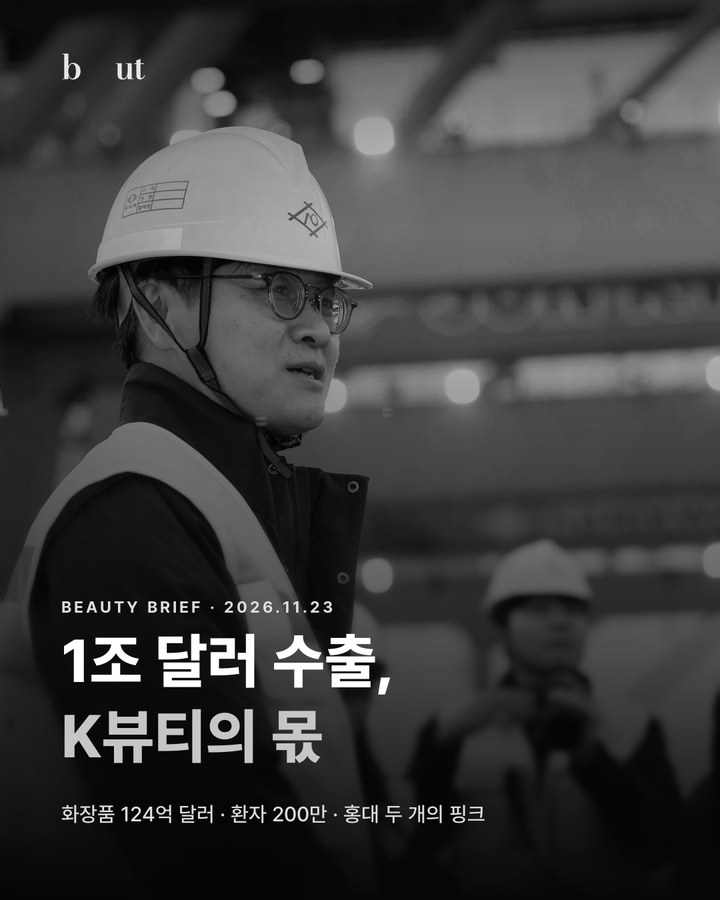 b ut
BEAUTY BRIEF · 2026.11.23
1조 달러 수출,
K뷰티의 몫
화장품 124억 달러 · 환자 200만 · 홍대 두 개의 핑크